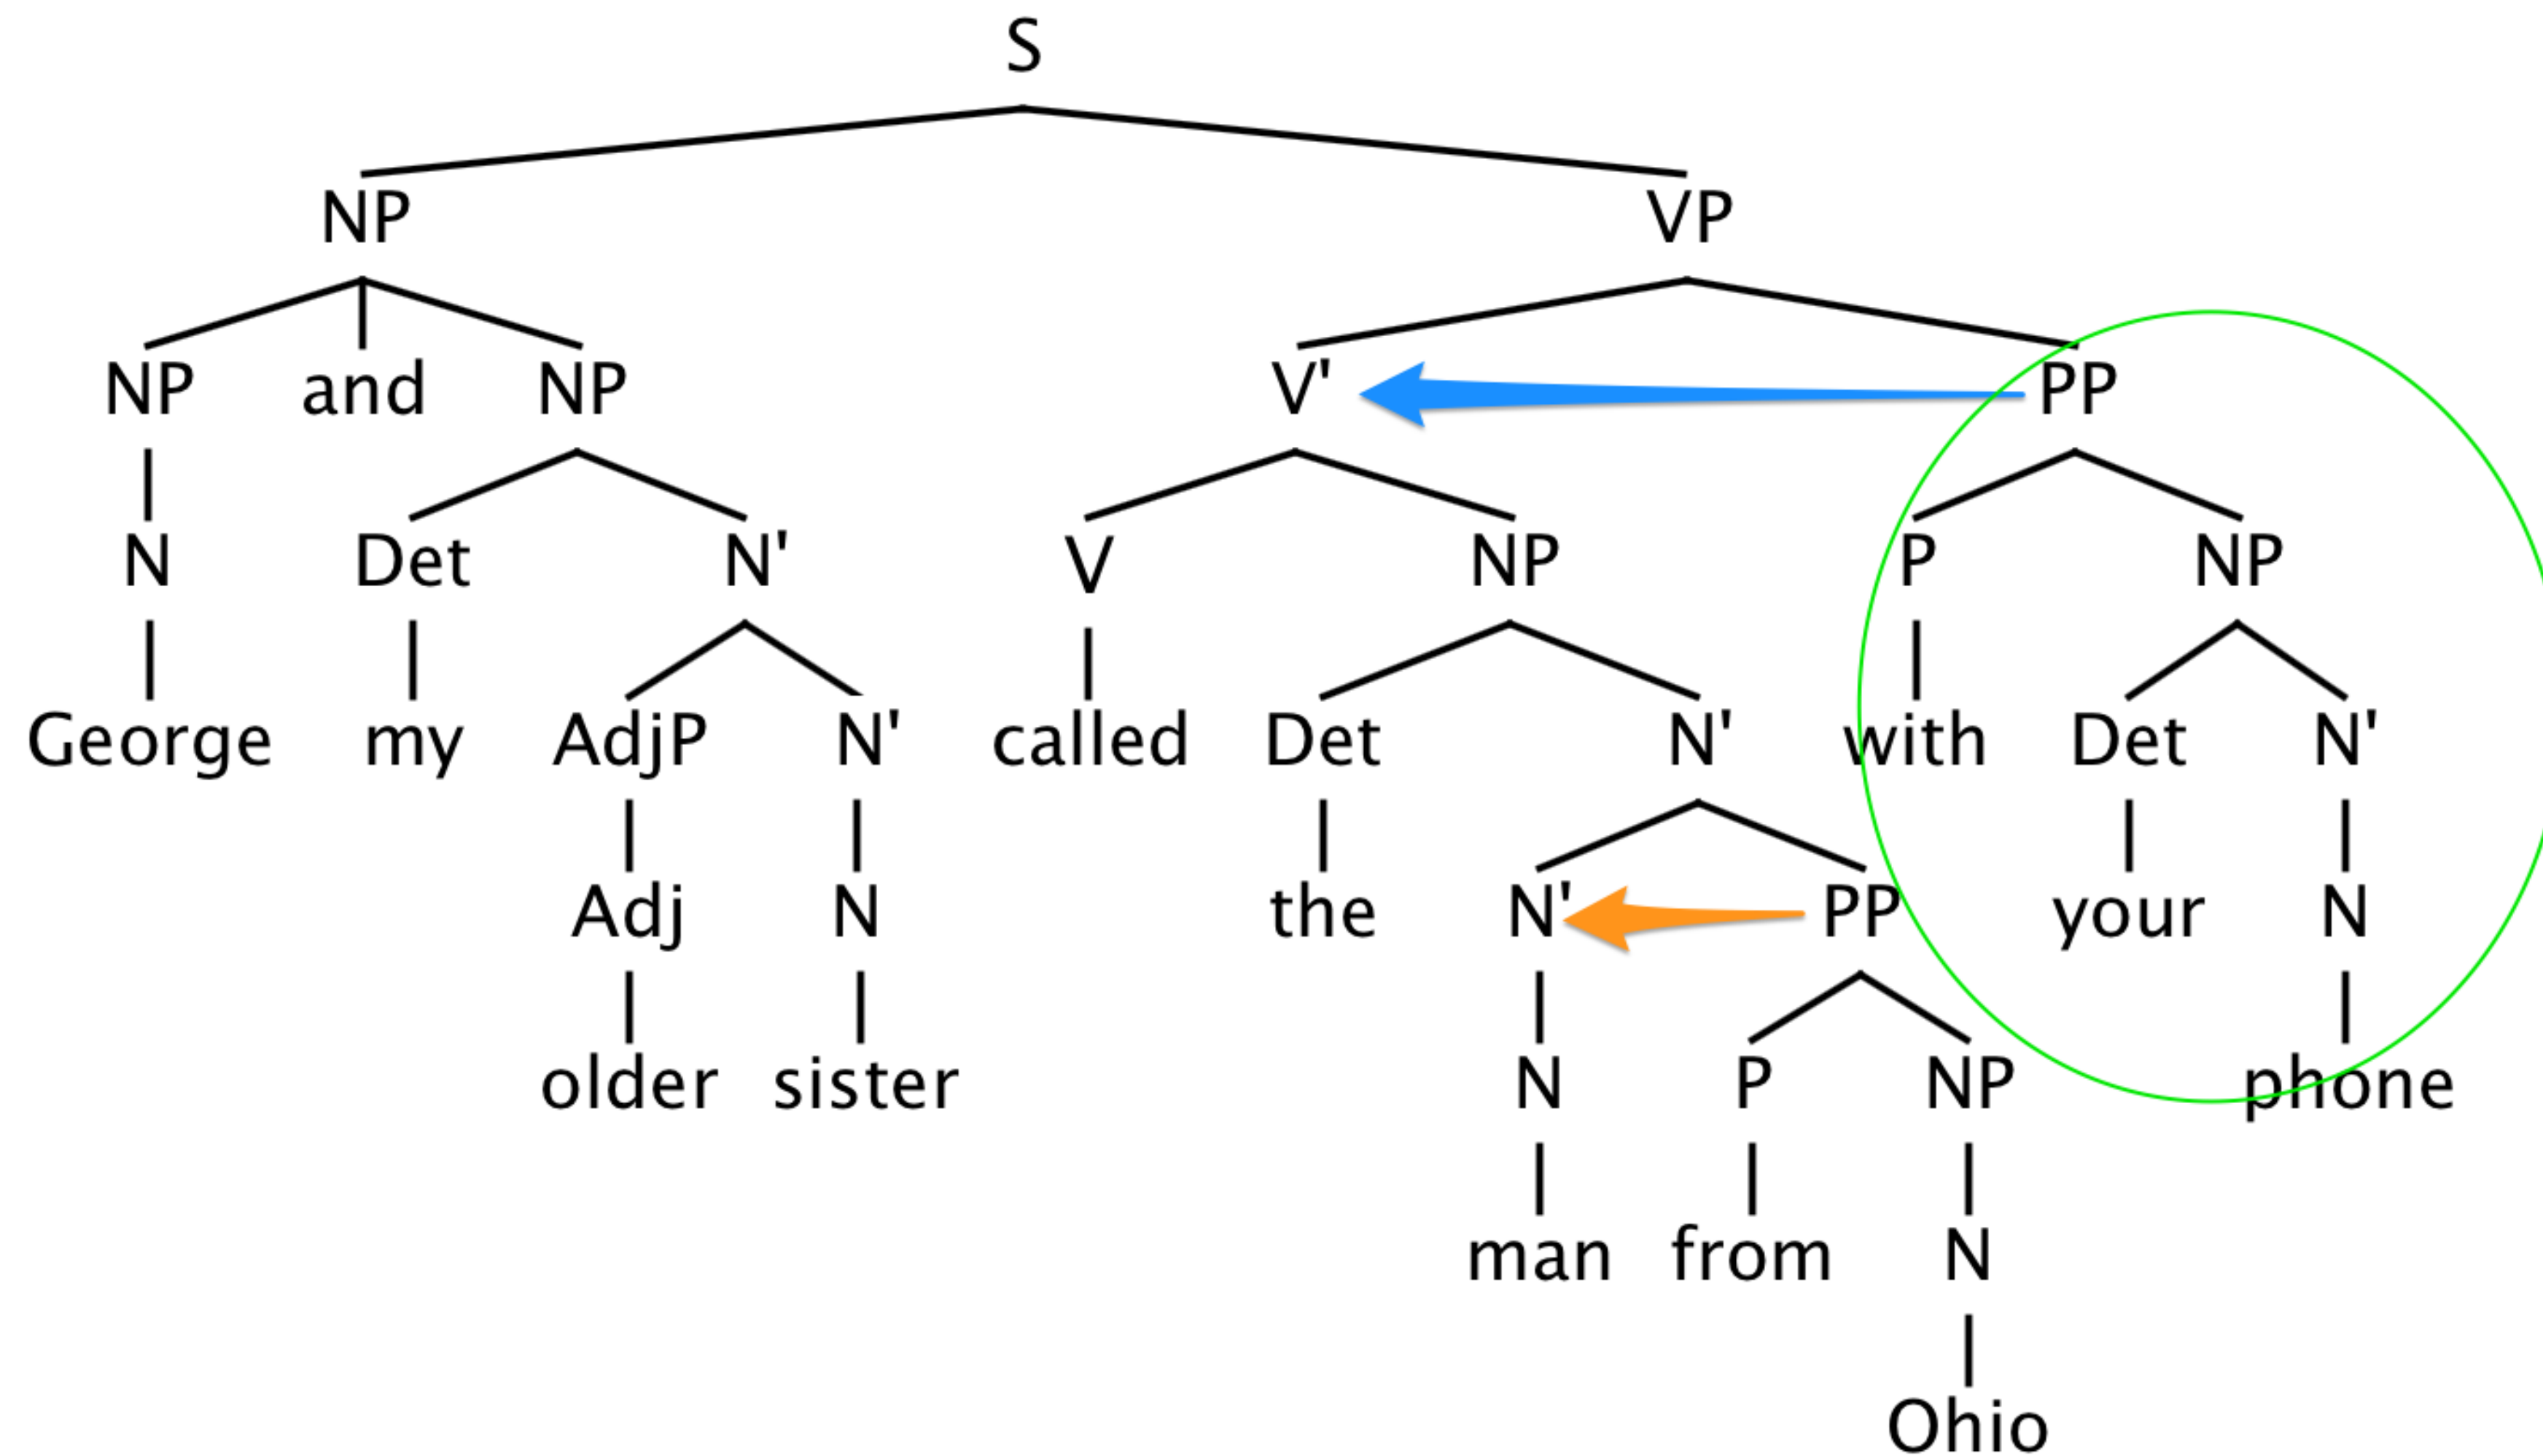 S
NP VP
NP and NP V' PP
N Det N' V NP P NP
George my AdjP N' called Det N' with Det N'
Adj N the N' PP your N
older sister N P NP phone
man from N
Ohio